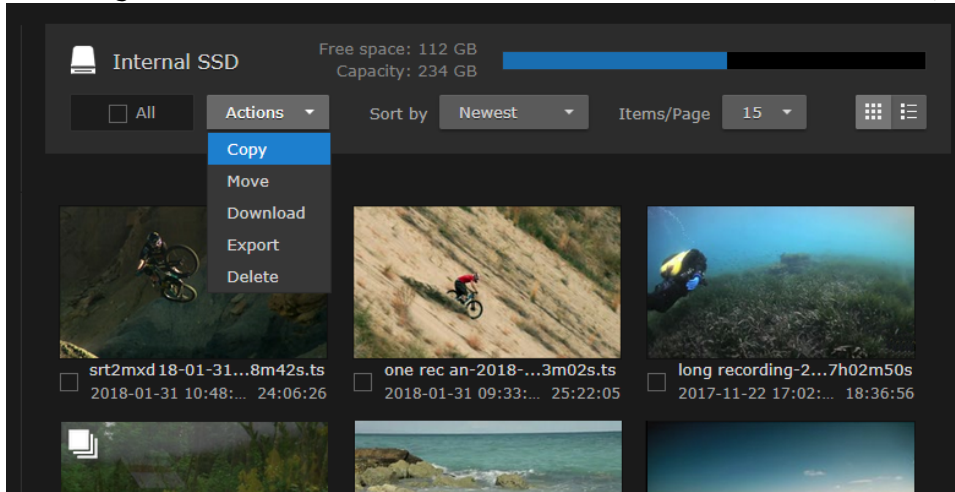 Internal SSD
Free space: 112 GB
Capacity: 234 GB
All
Actions
Sort by
Newest
Items/Page
15
Copy
Move
Download
Export
Delete
srt2mxd18-01-31...8m42s.ts
2018-01-31 10:48:... 24:06:26
one rec an-2018-...3m02s.ts
2018-01-31 09:33:... 25:22:05
long recording-2...7h02m50s
2017-11-22 17:02:... 18:36:56